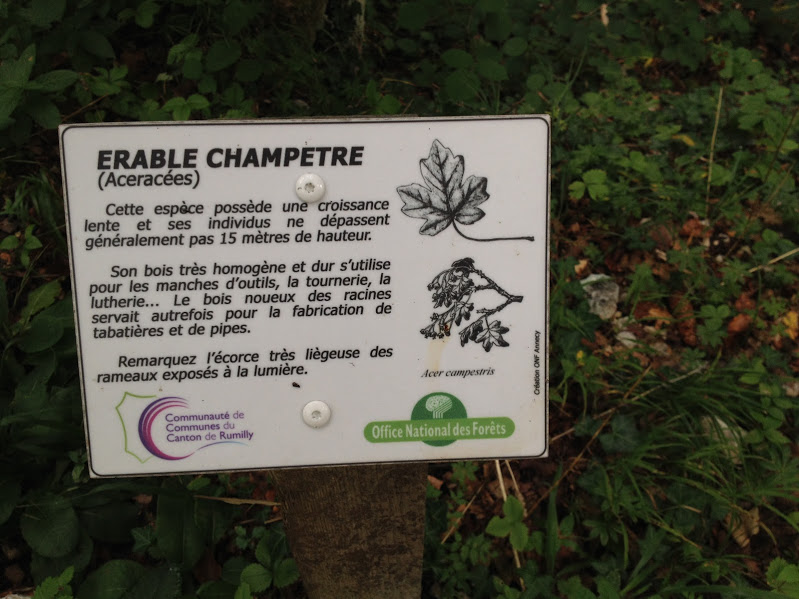 ERABLE CHAMPETRE
(Aceracées)
Cette espèce possède une croissance
lente et ses individus ne dépassent
généralement pas 15 mètres de hauteur.
Son bois très homogène et dur s'utilise
pour les manches d'outils, la tournerie, la
lutherie... Le bois noueux des racines
servait autrefois pour la fabrication de
tabatières et de pipes.
Remarquez l'écorce très liègeuse des
rameaux exposés à la lumière.
Acer campestris
Création ONF Annecy
Communauté de
Communes du
Canton de Rumilly
Office National des Forêts